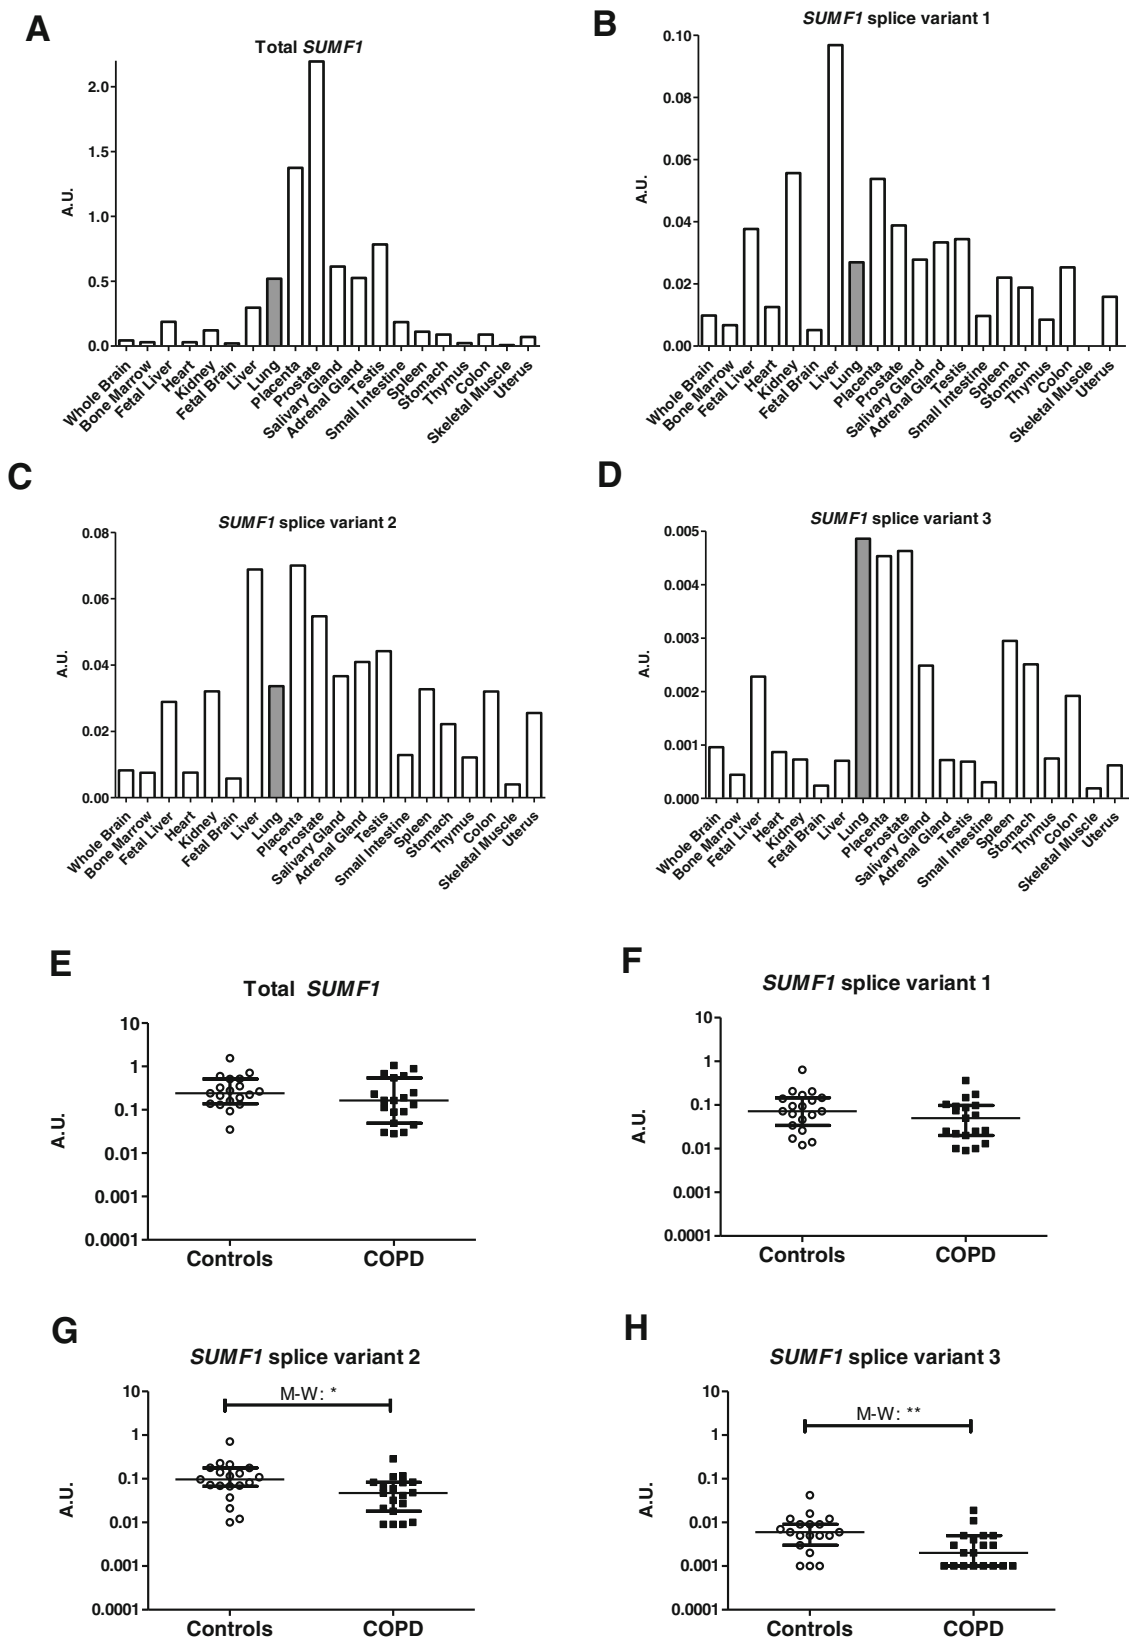 A
Total SUMF1
A.U.
2.0
1.5
1.0
0.5
0.0
Whole Brain
Bone Marrow
Fetal Liver
Heart
Kidney
Fetal Brain
Liver
Lung
Placenta
Prostate
Salivary Gland
Adrenal Gland
Testis
Small Intestine
Spleen
Stomach
Thymus
Colon
Skeletal Muscle
Uterus
B
SUMF1 splice variant 1
A.U.
0.10
0.08
0.06
0.04
0.02
0.00
Whole Brain
Bone Marrow
Fetal Liver
Heart
Kidney
Fetal Brain
Liver
Lung
Placenta
Prostate
Salivary Gland
Adrenal Gland
Testis
Small Intestine
Spleen
Stomach
Thymus
Colon
Skeletal Muscle
Uterus
C
SUMF1 splice variant 2
A.U.
0.08
0.06
0.04
0.02
0.00
Whole Brain
Bone Marrow
Fetal Liver
Heart
Kidney
Fetal Brain
Liver
Lung
Placenta
Prostate
Salivary Gland
Adrenal Gland
Testis
Small Intestine
Spleen
Stomach
Thymus
Colon
Skeletal Muscle
Uterus
D
SUMF1 splice variant 3
A.U.
0.005
0.004
0.003
0.002
0.001
0.000
Whole Brain
Bone Marrow
Fetal Liver
Heart
Kidney
Fetal Brain
Liver
Lung
Placenta
Prostate
Salivary Gland
Adrenal Gland
Testis
Small Intestine
Spleen
Stomach
Thymus
Colon
Skeletal Muscle
Uterus
E
Total SUMF1
A.U.
10
1
0.1
0.01
0.001
0.0001
Controls
COPD
F
SUMF1 splice variant 1
A.U.
10
1
0.1
0.01
0.001
0.0001
Controls
COPD
G
SUMF1 splice variant 2
M-W: *
A.U.
10
1
0.1
0.01
0.001
0.0001
Controls
COPD
H
SUMF1 splice variant 3
M-W: **
A.U.
10
1
0.1
0.01
0.001
0.0001
Controls
COPD